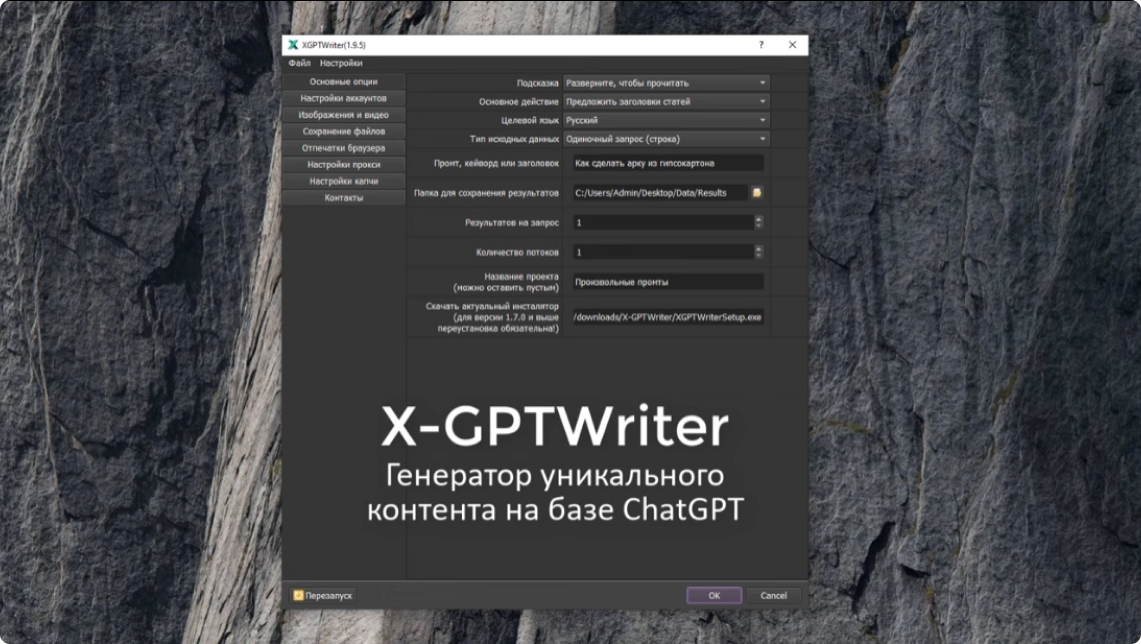 XGPTWriter(1.9.5)
? ✕
Файл Настройки
Основные опции
Настройки аккаунтов
Изображения и видео
Сохранение файлов
Отпечатки браузера
Настройки прокси
Настройки капчи
Контакты
Подсказка Разверните, чтобы прочитать
Основное действие Предложить заголовки статей
Целевой язык Русский
Тип исходных данных Одиночный запрос (строка)
Промт, кейворд или заголовок Как сделать арку из гипсокартона
Папка для сохранения результатов C:/Users/Admin/Desktop/Data/Results
Результатов на запрос 1
Количество потоков 1
Название проекта
(можно оставить пустым) Произвольные промты
Скачать актуальный инсталятор
(для версии 1.7.0 и выше /downloads/X-GPTWriter/XGPTWriterSetup.exe
переустановка обязательна!)
X-GPTWriter
Генератор уникального
контента на базе ChatGPT
Перезапуск OK Cancel